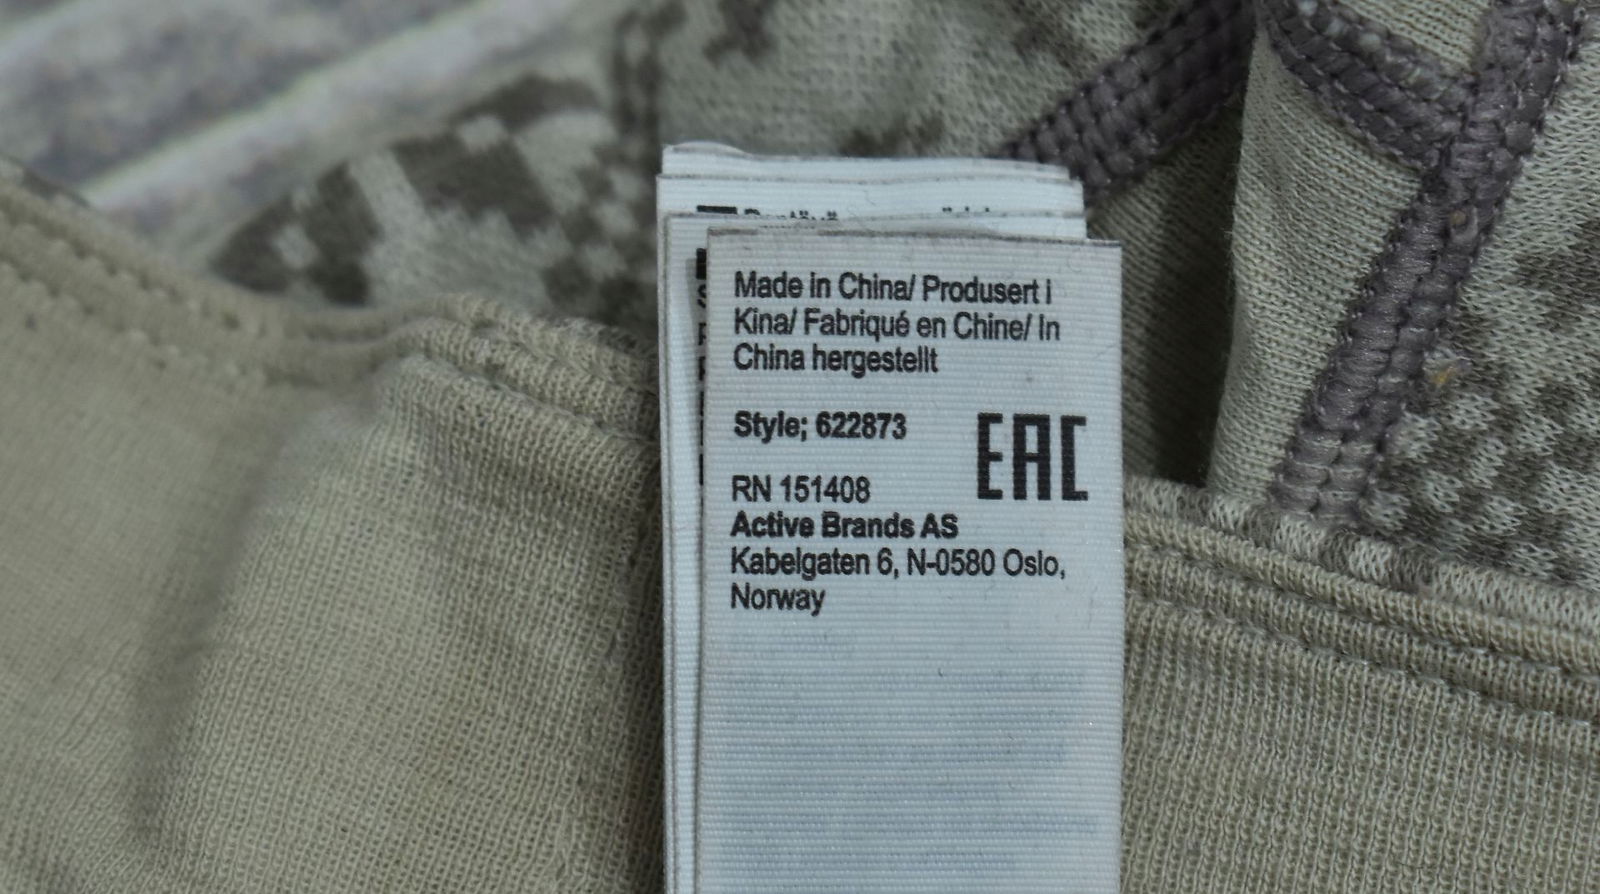 Made in China/ Produsert i
Kina/ Fabriqué en Chine/ In
China hergestellt
Style; 622873
EAC
RN 151408
Active Brands AS
Kabelgaten 6, N-0580 Oslo,
Norway